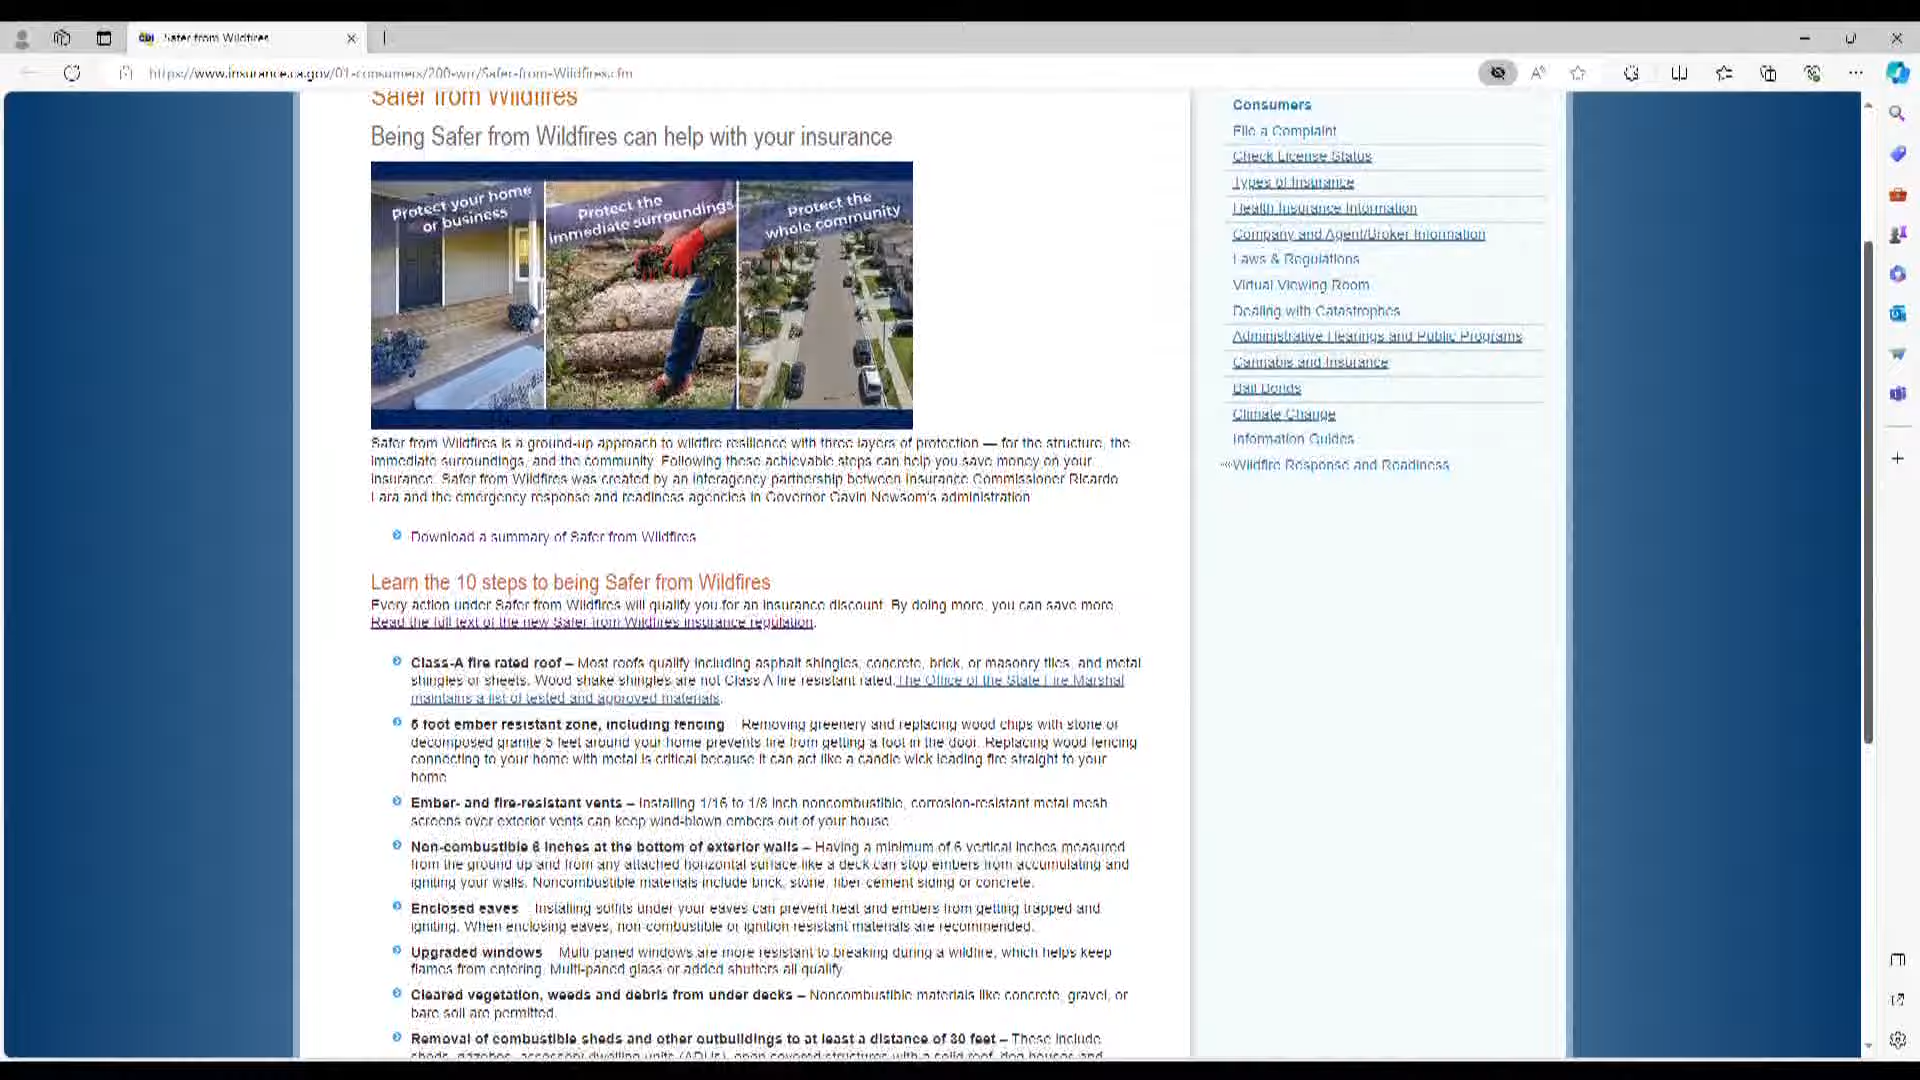 Safer from Wildfires
https://www.insurance.ca.gov/01-consumers/200-wrr/Safer-from-Wildfires.cfm
Safer from Wildfires
Being Safer from Wildfires can help with your insurance
Protect your home
or business
Protect the
immediate surroundings
Protect the
whole community
Safer from Wildfires is a ground-up approach to wildfire resilience with three layers of protection — for the structure, the
immediate surroundings, and the community. Following these achievable steps can help you save money on your
insurance. Safer from Wildfires was created by an interagency partnership between Insurance Commissioner Ricardo
Lara and the emergency response and readiness agencies in Governor Gavin Newsom's administration
Download a summary of Safer from Wildfires
Learn the 10 steps to being Safer from Wildfires
Every action under Safer from Wildfires will qualify you for an insurance discount. By doing more, you can save more.
Read the full text of the new Safer from Wildfires insurance regulation.
Class-A fire rated roof – Most roofs qualify including asphalt shingles, concrete, brick, or masonry tiles, and metal
shingles or sheets. Wood shake shingles are not Class A fire resistant rated. The Office of the State Fire Marshal
maintains a list of tested and approved materials.
5 foot ember resistant zone, including fencing – Removing greenery and replacing wood chips with stone or
decomposed granite 5 feet around your home prevents fire from getting a foot in the door. Replacing wood fencing
connecting to your home with metal is critical because it can act like a candle wick leading fire straight to your
home
Ember- and fire-resistant vents – Installing 1/16 to 1/8 inch noncombustible, corrosion-resistant metal mesh
screens over exterior vents can keep wind-blown embers out of your house
Non-combustible 6 inches at the bottom of exterior walls – Having a minimum of 6 vertical inches measured
from the ground up and from any attached horizontal surface like a deck can stop embers from accumulating and
igniting your walls. Noncombustible materials include brick, stone, fiber-cement siding or concrete.
Enclosed eaves – Installing soffits under your eaves can prevent heat and embers from getting trapped and
igniting. When enclosing eaves, non-combustible or ignition resistant materials are recommended.
Upgraded windows – Multi paned windows are more resistant to breaking during a wildfire, which helps keep
flames from entering. Multi-paned glass or added shutters all qualify
Cleared vegetation, weeds and debris from under decks – Noncombustible materials like concrete, gravel, or
bare soil are permitted.
Removal of combustible sheds and other outbuildings to at least a distance of 30 feet – These include
sheds, gazebos, accessory dwelling units (ADUs), open covered structures with a solid roof, dog houses and
Consumers
File a Complaint
Check License Status
Types of Insurance
Health Insurance Information
Company and Agent/Broker Information
Laws & Regulations
Virtual Viewing Room
Dealing with Catastrophes
Administrative Hearings and Public Programs
Cannabis and Insurance
Bail Bonds
Climate Change
Information Guides
Wildfire Response and Readiness